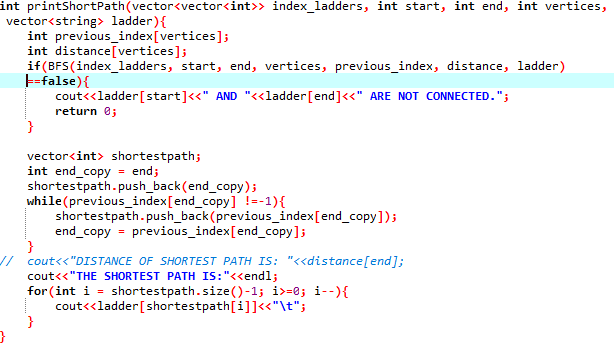 int printShortPath(vector<vector<int>> index_ladders, int start, int end, int vertices,
 vector<string> ladder){
    int previous_index[vertices];
    int distance[vertices];
    if(BFS(index_ladders, start, end, vertices, previous_index, distance, ladder)
    ==false){
        cout<<ladder[start]<<" AND "<<ladder[end]<<" ARE NOT CONNECTED.";
        return 0;
    }

    vector<int> shortestpath;
    int end_copy = end;
    shortestpath.push_back(end_copy);
    while(previous_index[end_copy] !=-1){
        shortestpath.push_back(previous_index[end_copy]);
        end_copy = previous_index[end_copy];
    }
//  cout<<"DISTANCE OF SHORTEST PATH IS: "<<distance[end];
    cout<<"THE SHORTEST PATH IS:"<<endl;
    for(int i = shortestpath.size()-1; i>=0; i--){
        cout<<ladder[shortestpath[i]]<<"\t";
    }
}